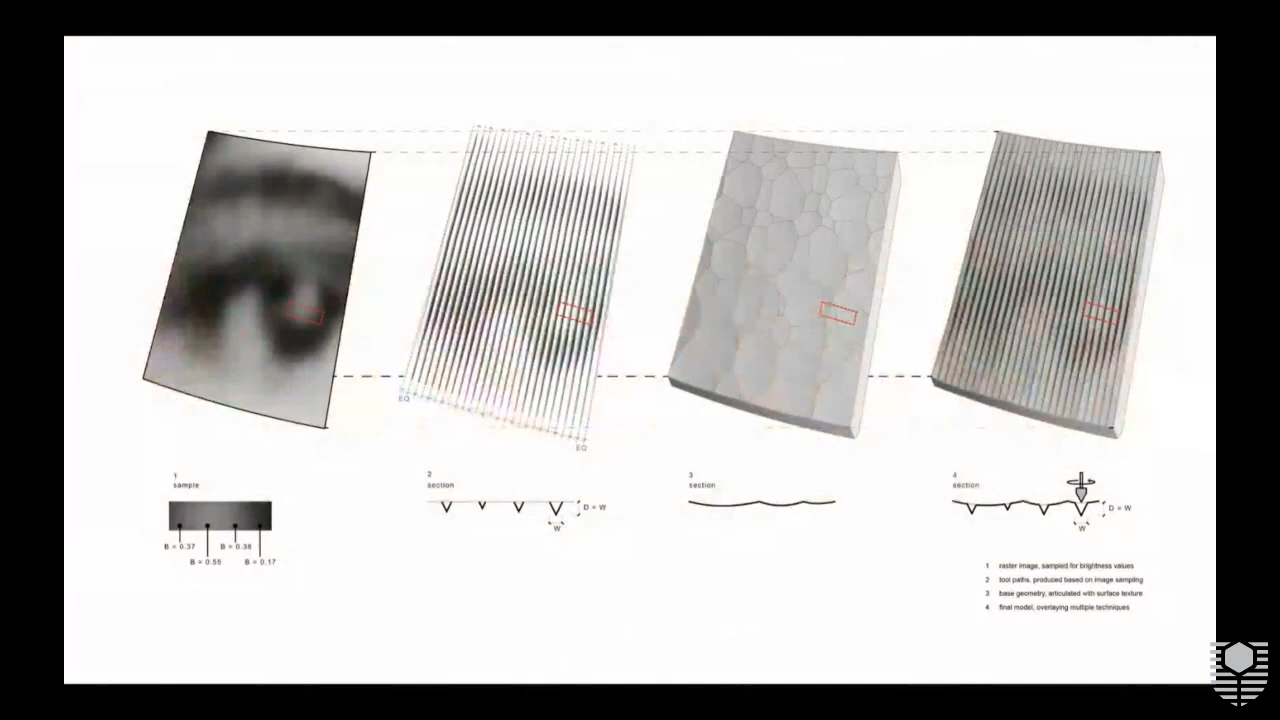 EQ
EQ
1
sample
B = 0.37
B = 0.38
B = 0.55
B = 0.17
2
section
D = W
W
3
section
4
section
D = W
W
1 raster image, sampled for brightness values
2 tool paths, produced based on image sampling
3 base geometry, articulated with surface texture
4 final model, overlaying multiple techniques